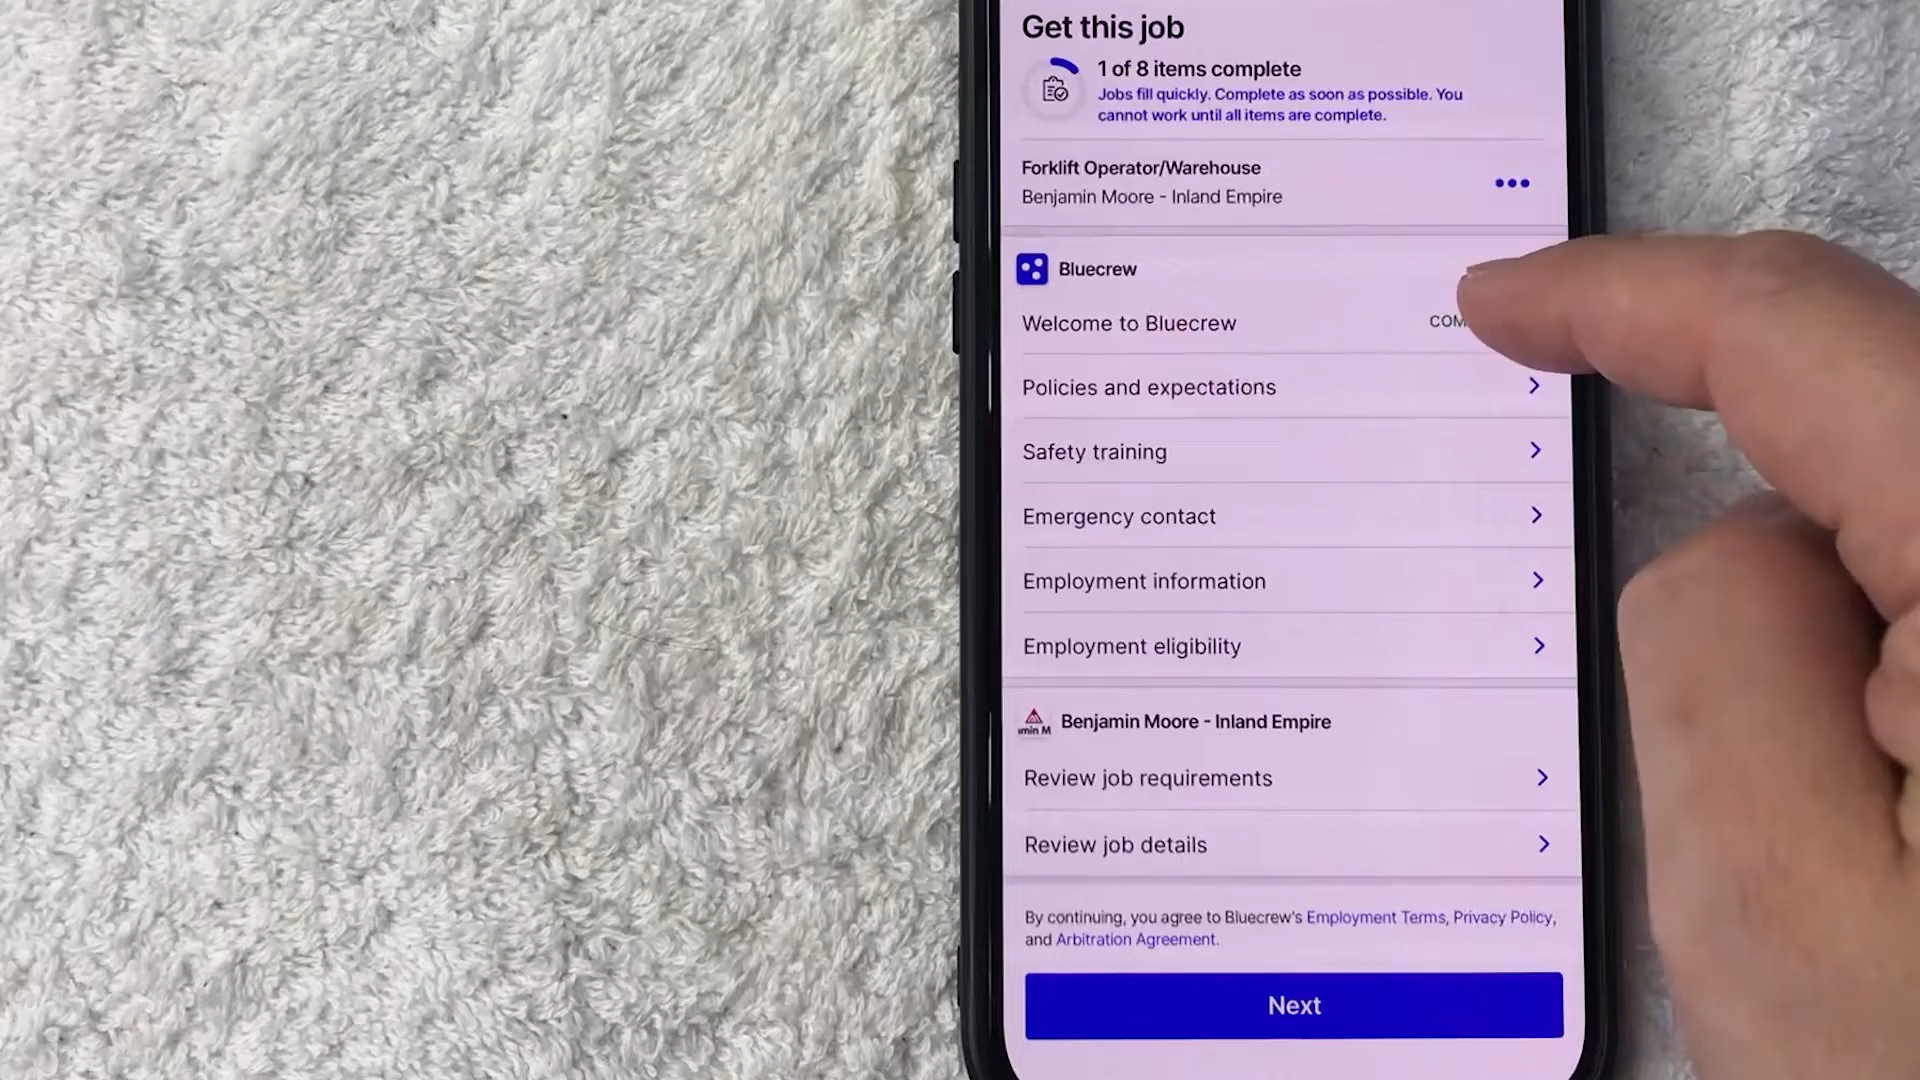 Get this job
1 of 8 items complete
Jobs fill quickly. Complete as soon as possible. You
cannot work until all items are complete.
Forklift Operator/Warehouse
Benjamin Moore - Inland Empire
Bluecrew
Welcome to Bluecrew
Policies and expectations
Safety training
Emergency contact
Employment information
Employment eligibility
Benjamin Moore - Inland Empire
Review job requirements
Review job details
By continuing, you agree to Bluecrew's Employment Terms, Privacy Policy,
and Arbitration Agreement.
Next